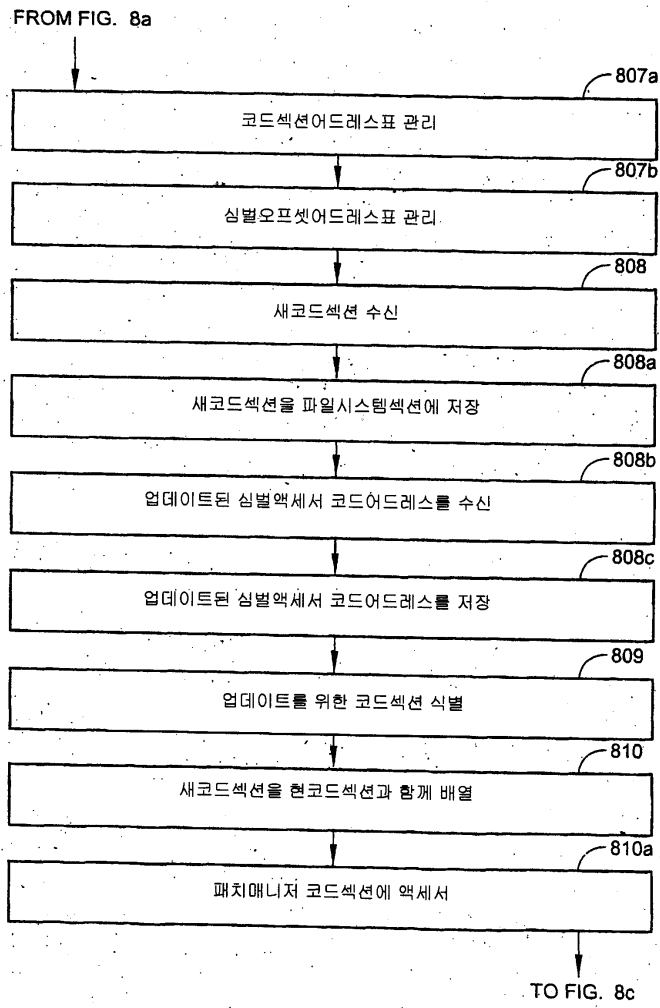 FROM FIG. 8a
807a
코드섹션어드레스표 관리
807b
심벌오프셋어드레스표 관리
808
새코드섹션 수신
808a
새코드섹션을 파일시스템섹션에 저장
808b
업데이트된 심벌액세서 코드어드레스를 수신
808c
업데이트된 심벌액세서 코드어드레스를 저장
809
업데이트를 위한 코드섹션 식별
810
새코드섹션을 현코드섹션과 함께 배열
810a
패치매니저 코드섹션에 액세서
TO FIG. 8c